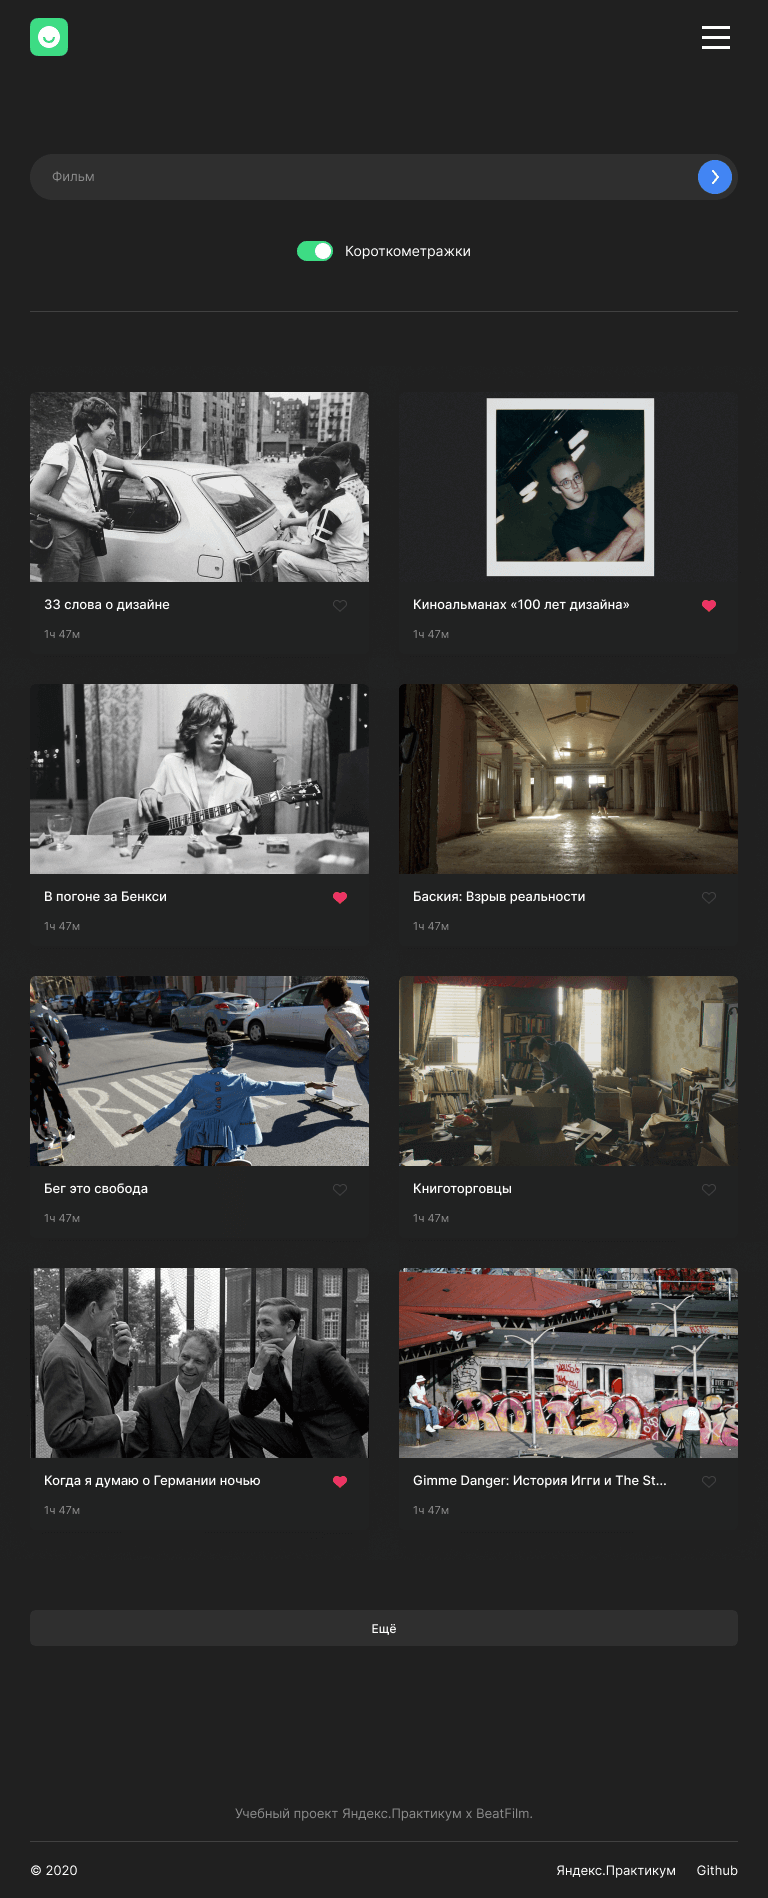 Фильм
Короткометражки
33 слова о дизайне
1ч 47м
Киноальманах «100 лет дизайна»
1ч 47м
В погоне за Бенкси
1ч 47м
Баския: Взрыв реальности
1ч 47м
Бег это свобода
1ч 47м
Книготорговцы
1ч 47м
Когда я думаю о Германии ночью
1ч 47м
Gimme Danger: История Игги и The St...
1ч 47м
Ещё
Учебный проект Яндекс.Практикум х BeatFilm.
© 2020
Яндекс.Практикум
Github